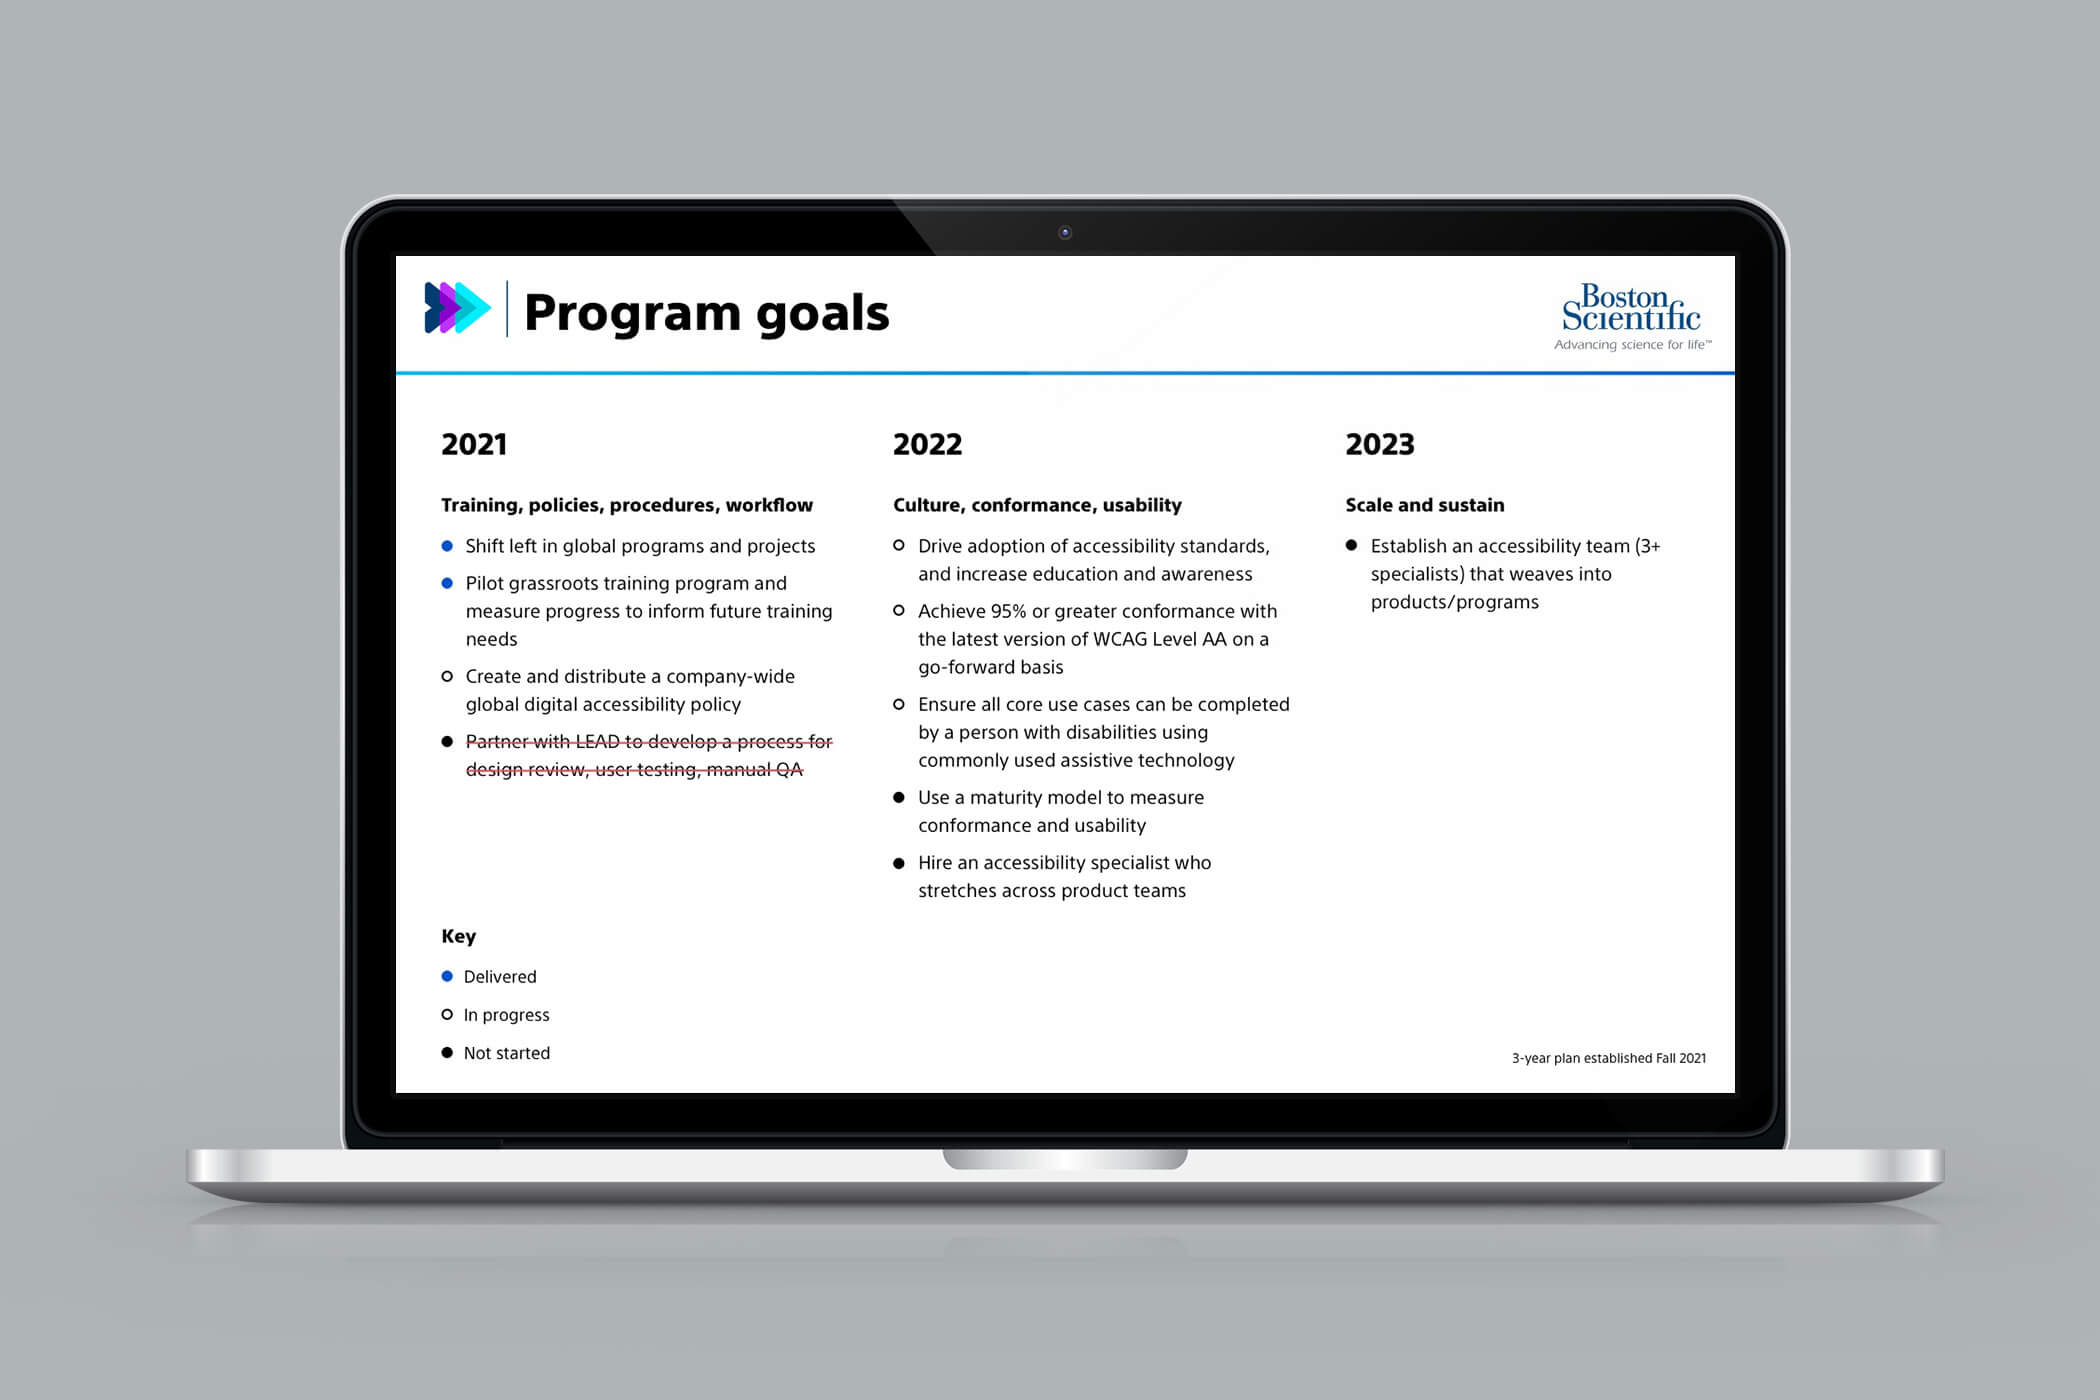 Program goals
Boston
Scientific
Advancing science for life™
2021
Training, policies, procedures, workflow
Shift left in global programs and projects
Pilot grassroots training program and
measure progress to inform future training
needs
Create and distribute a company-wide
global digital accessibility policy
Partner with LEAD to develop a process for
design review, user testing, manual QA
2022
Culture, conformance, usability
Drive adoption of accessibility standards,
and increase education and awareness
Achieve 95% or greater conformance with
the latest version of WCAG Level AA on a
go-forward basis
Ensure all core use cases can be completed
by a person with disabilities using
commonly used assistive technology
Use a maturity model to measure
conformance and usability
Hire an accessibility specialist who
stretches across product teams
2023
Scale and sustain
Establish an accessibility team (3+
specialists) that weaves into
products/programs
Key
Delivered
In progress
Not started
3-year plan established Fall 2021